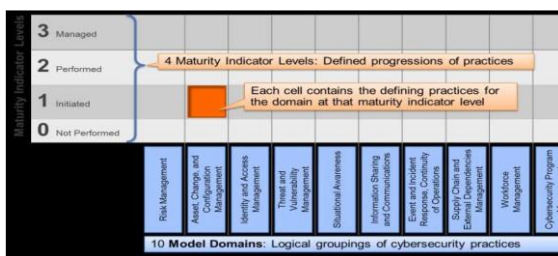 Maturity Indicator Levels
3 Managed
2 Performed
1 Initiated
0 Not Performed
4 Maturity Indicator Levels: Defined progressions of practices
Each cell contains the defining practices for
the domain at that maturity indicator level
Risk Management
Asset, Change, and
Configuration
Management
Identity and Access
Management
Threat and
Vulnerability
Management
Situational Awareness
Information Sharing
and Communications
Event and Incident
Response, Continuity
of Operations
Supply Chain and
External Dependencies
Management
Workforce
Management
Cybersecurity Program
10 Model Domains: Logical groupings of cybersecurity practices